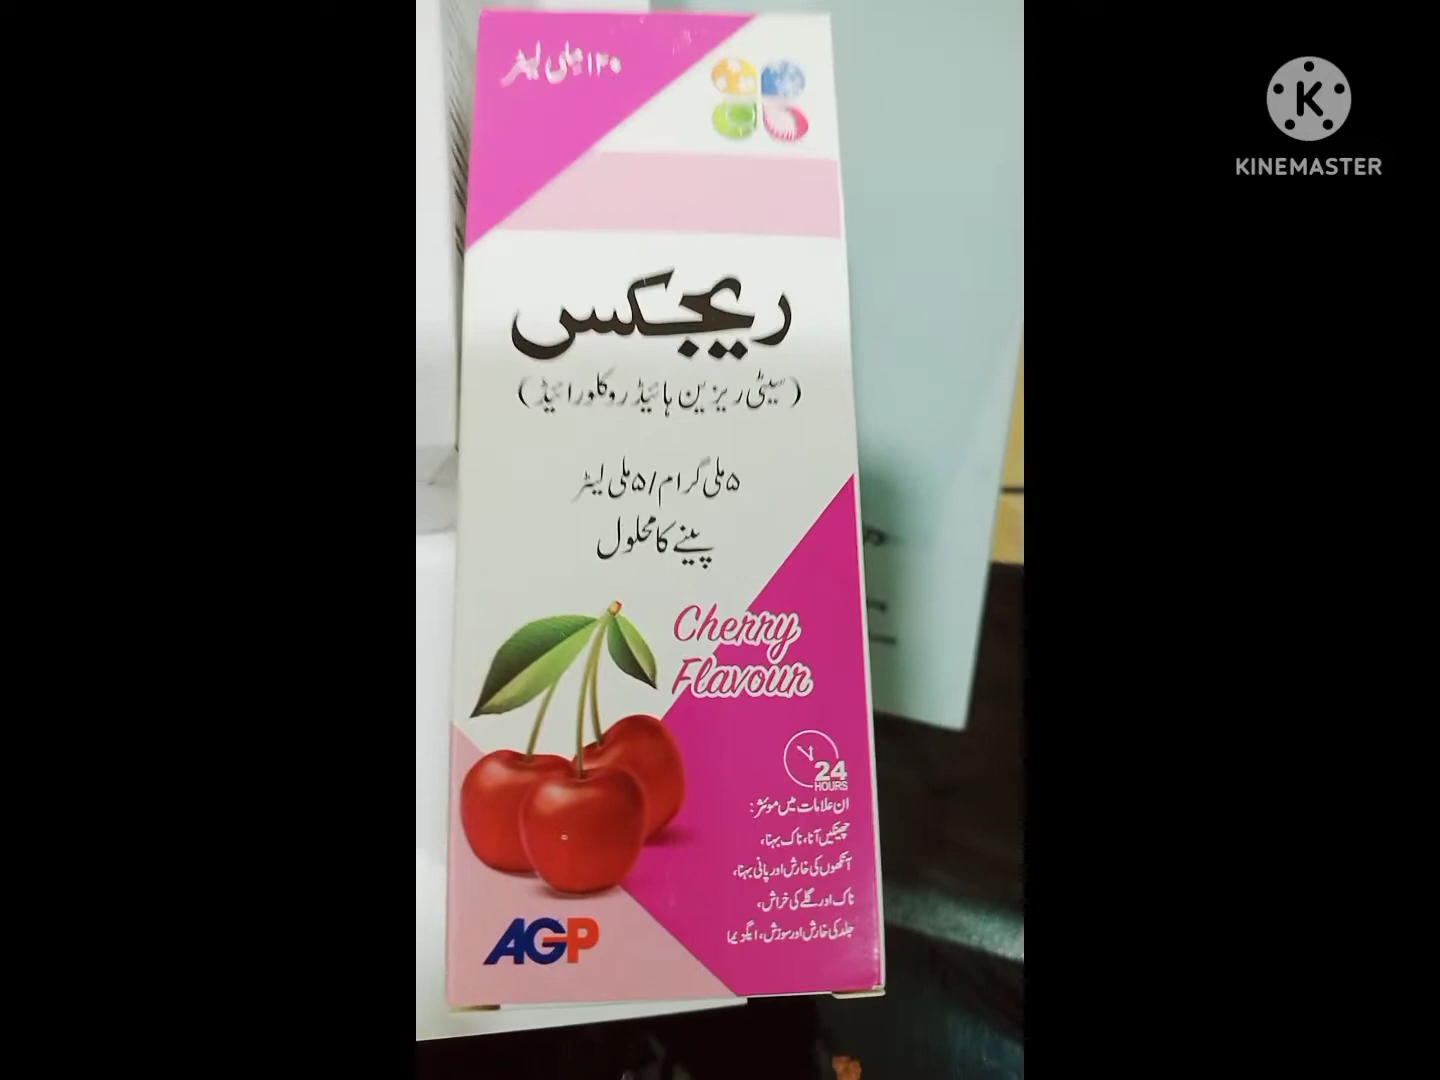 ۱۲۰ ملی لیٹر
K
KINEMASTER
ریجکس
(سیٹی ریزین ہائیڈروکلورائیڈ)
۵ ملی گرام/۵ ملی لیٹر
پینے کا محلول
Cherry
Flavour
24
HOURS
ان علامات میں موئثر:
چھینکیں آنا، ناک بہنا،
آنکھوں کی خارش اور پانی بہنا،
ناک اور گلے کی خراش،
جلد کی خارش اور سوزش، ایگزیما
AGP